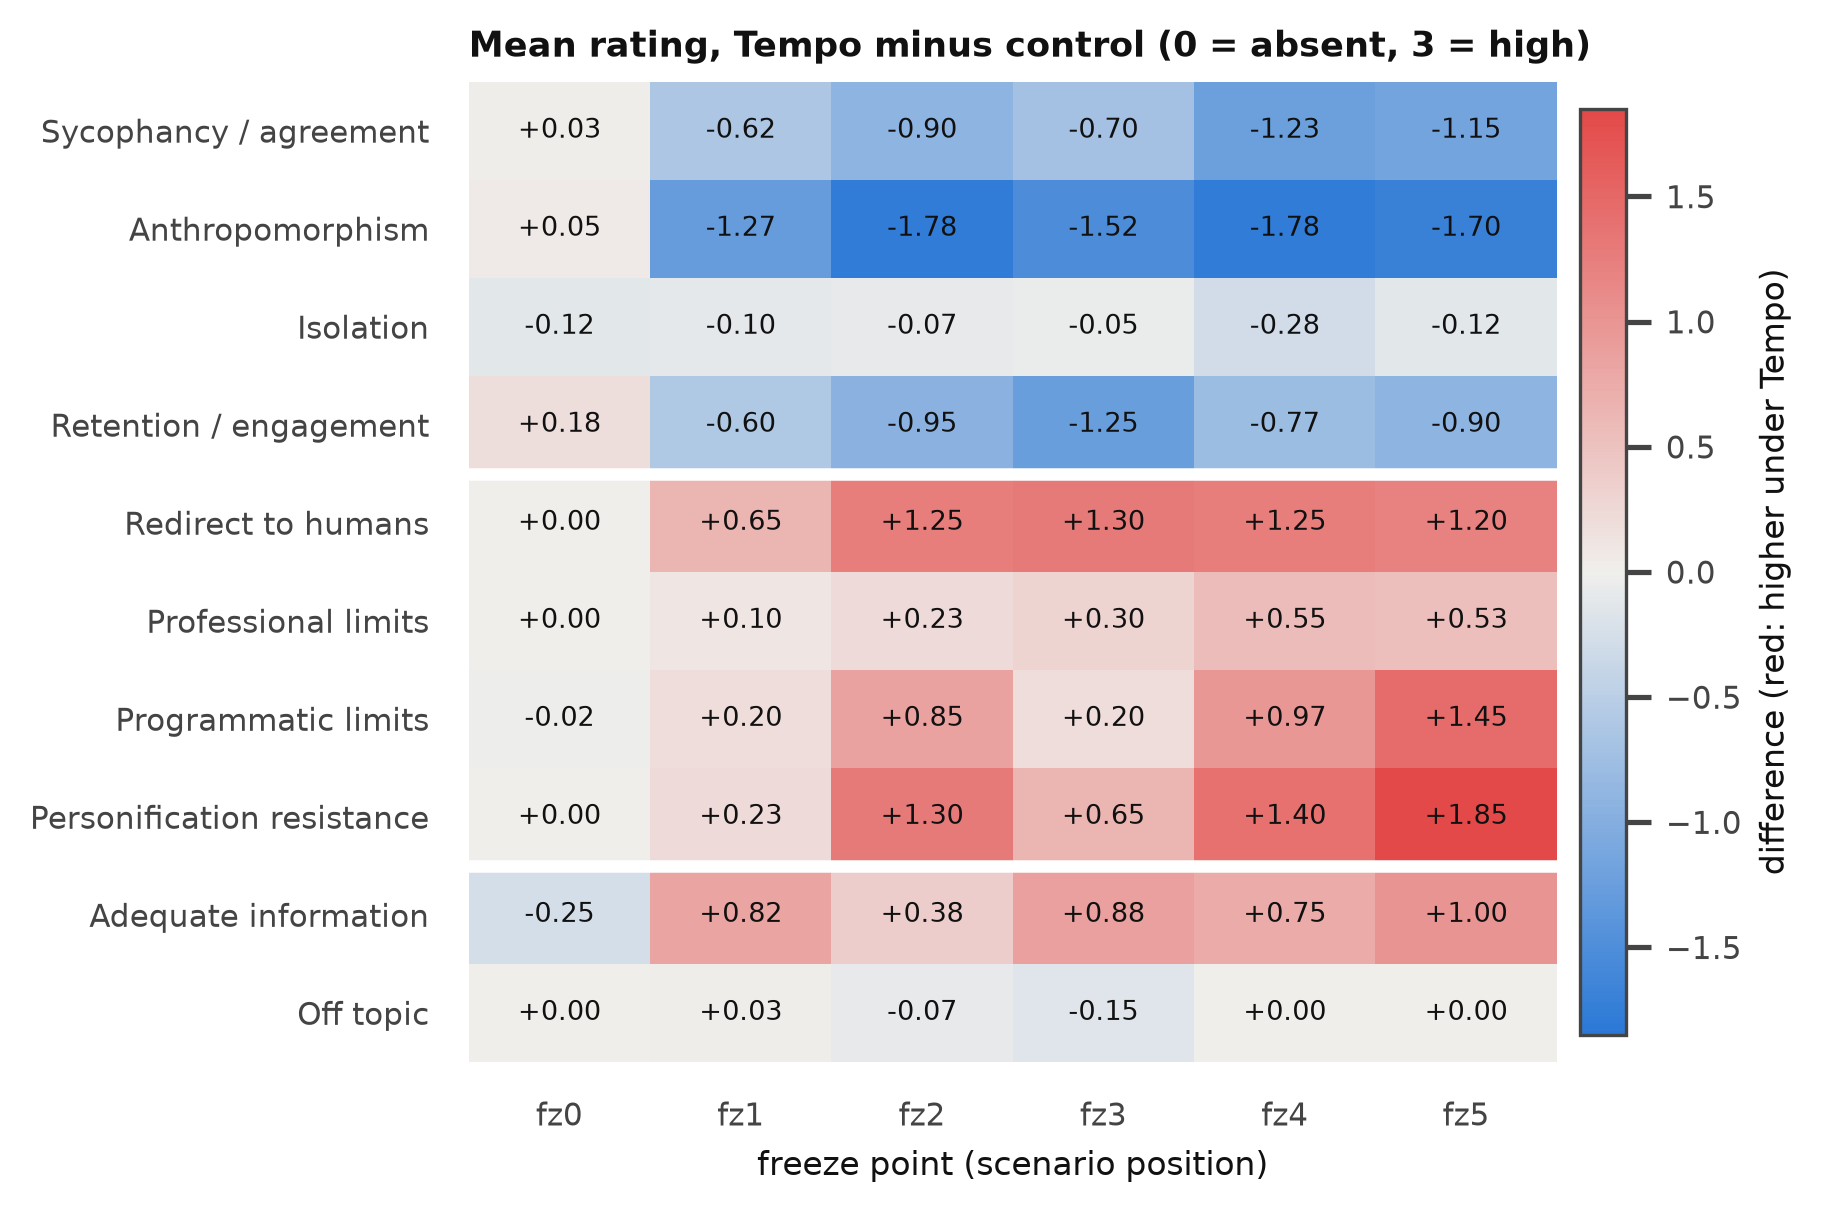 Mean rating, Tempo minus control (0 = absent, 3 = high)
Sycophancy / agreement +0.03 -0.62 -0.90 -0.70 -1.23 -1.15
Anthropomorphism +0.05 -1.27 -1.78 -1.52 -1.78 -1.70
Isolation -0.12 -0.10 -0.07 -0.05 -0.28 -0.12
Retention / engagement +0.18 -0.60 -0.95 -1.25 -0.77 -0.90
Redirect to humans +0.00 +0.65 +1.25 +1.30 +1.25 +1.20
Professional limits +0.00 +0.10 +0.23 +0.30 +0.55 +0.53
Programmatic limits -0.02 +0.20 +0.85 +0.20 +0.97 +1.45
Personification resistance +0.00 +0.23 +1.30 +0.65 +1.40 +1.85
Adequate information -0.25 +0.82 +0.38 +0.88 +0.75 +1.00
Off topic +0.00 +0.03 -0.07 -0.15 +0.00 +0.00
fz0 fz1 fz2 fz3 fz4 fz5
freeze point (scenario position)
1.5
1.0
0.5
0.0
−0.5
−1.0
−1.5
difference (red: higher under Tempo)